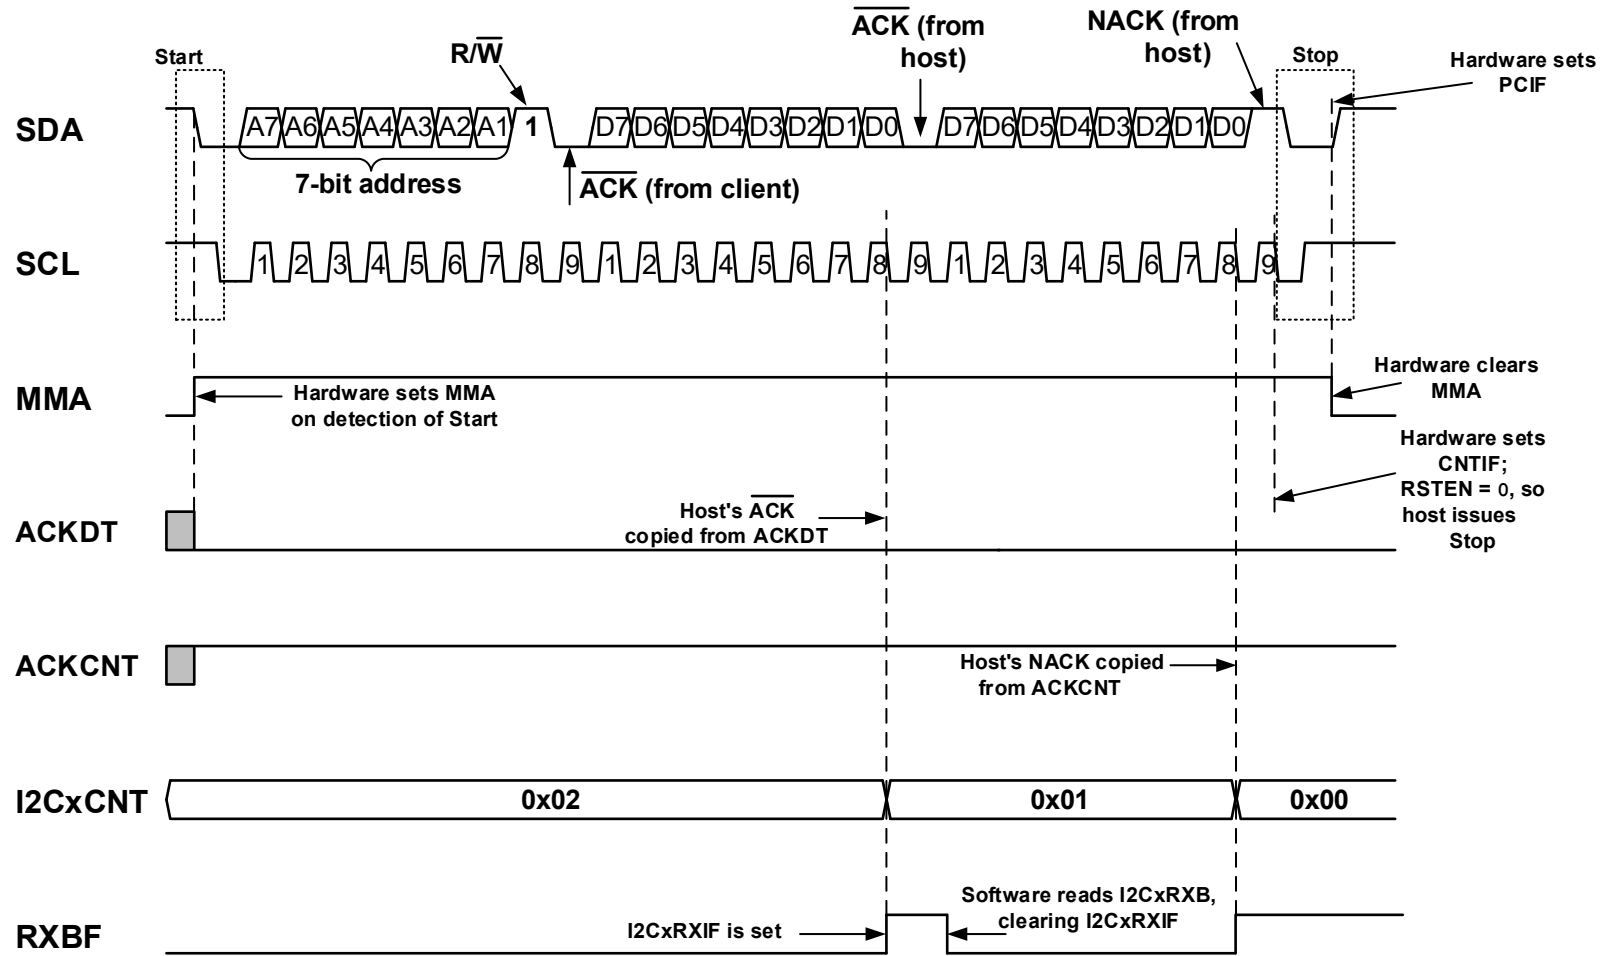 Start
R/W
ACK (from
host)
NACK (from
host)
Stop
Hardware sets
PCIF
SDA
A7 A6 A5 A4 A3 A2 A1 1 D7 D6 D5 D4 D3 D2 D1 D0 D7 D6 D5 D4 D3 D2 D1 D0
7-bit address
ACK (from client)
SCL
1 2 3 4 5 6 7 8 9 1 2 3 4 5 6 7 8 9 1 2 3 4 5 6 7 8 9
MMA
Hardware sets MMA
on detection of Start
Hardware clears
MMA
Hardware sets
CNTIF;
RSTEN = 0, so
host issues
Stop
ACKDT
Host's ACK
copied from ACKDT
ACKCNT
Host's NACK copied
from ACKCNT
I2CxCNT
0x02 0x01 0x00
RXBF
I2CxRXIF is set
Software reads I2CxRXB,
clearing I2CxRXIF